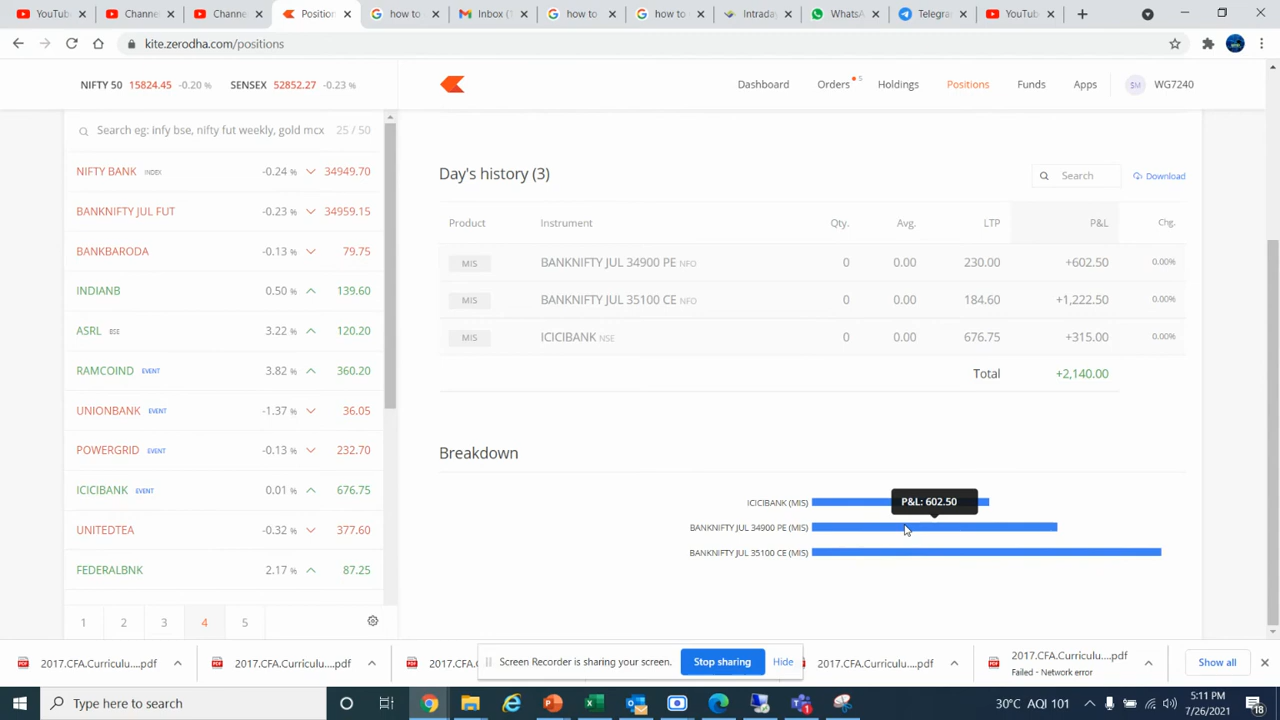 YouTub
Channel
Channel
Position
how to
Inbox (1
how to
how to
Intraday
WhatsA
Telegra
YouTub
kite.zerodha.com/positions
NIFTY 50 15824.45 -0.20 % SENSEX 52852.27 -0.23 %
Dashboard Orders 5 Holdings Positions Funds Apps SM WG7240
Search eg: infy bse, nifty fut weekly, gold mcx 25 / 50
NIFTY BANK INDEX -0.24 % 34949.70
BANKNIFTY JUL FUT -0.23 % 34959.15
BANKBARODA -0.13 % 79.75
INDIANB 0.50 % 139.60
ASRL BSE 3.22 % 120.20
RAMCOIND EVENT 3.82 % 360.20
UNIONBANK EVENT -1.37 % 36.05
POWERGRID EVENT -0.13 % 232.70
ICICIBANK EVENT 0.01 % 676.75
UNITEDTEA -0.32 % 377.60
FEDERALBNK 2.17 % 87.25
1 2 3 4 5
Day's history (3) Search Download
Product Instrument Qty. Avg. LTP P&L Chg.
MIS BANKNIFTY JUL 34900 PE NFO 0 0.00 230.00 +602.50 0.00%
MIS BANKNIFTY JUL 35100 CE NFO 0 0.00 184.60 +1,222.50 0.00%
MIS ICICIBANK NSE 0 0.00 676.75 +315.00 0.00%
Total +2,140.00
Breakdown
ICICIBANK (MIS)
P&L: 602.50
BANKNIFTY JUL 34900 PE (MIS)
BANKNIFTY JUL 35100 CE (MIS)
2017.CFA.Curriculu....pdf
2017.CFA.Curriculu....pdf
2017.CFA.C
Screen Recorder is sharing your screen. Stop sharing Hide
.CFA.Curriculu....pdf
2017.CFA.Curriculu....pdf
Failed - Network error
Show all
Type here to search
30°C AQI 101
5:11 PM
7/26/2021
18